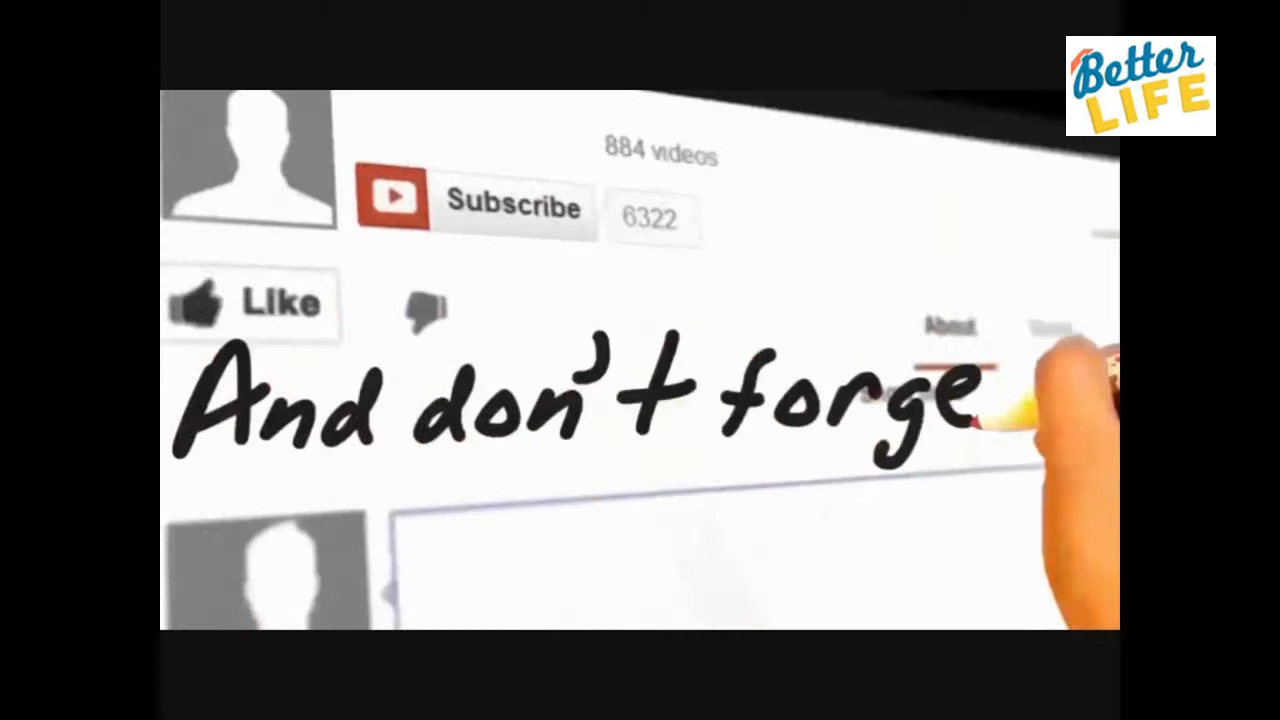 Better
LIFE
884 videos
Subscribe
6322
Like
About
And don't forge